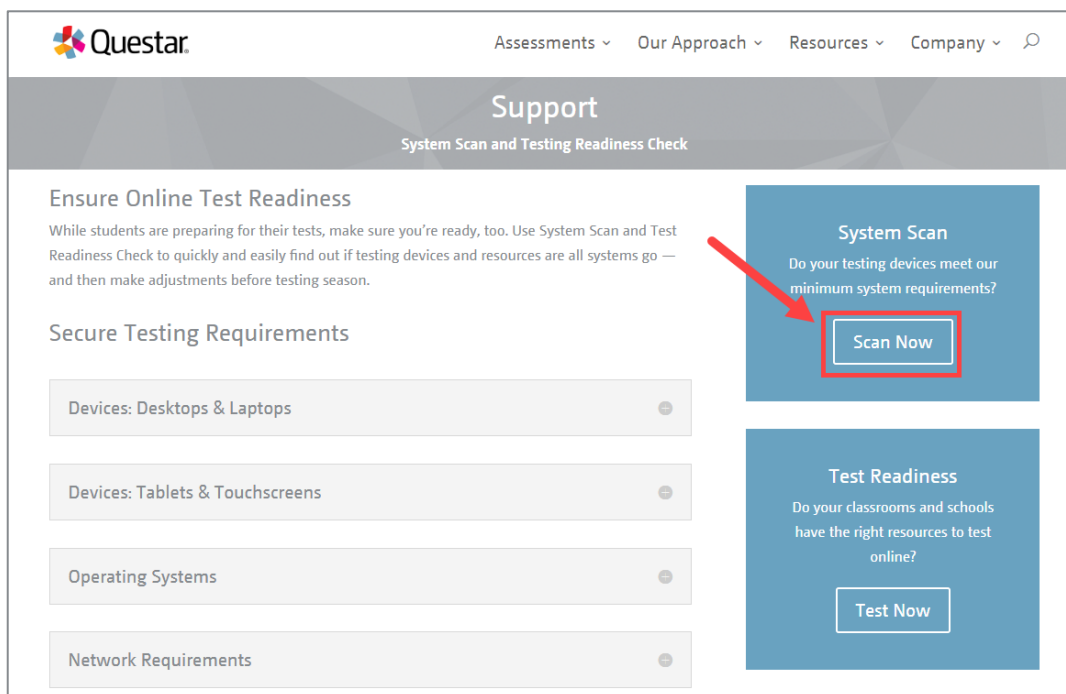 Questar
Assessments Our Approach Resources Company
Support
System Scan and Testing Readiness Check
Ensure Online Test Readiness
While students are preparing for their tests, make sure you're ready, too. Use System Scan and Test
Readiness Check to quickly and easily find out if testing devices and resources are all systems go —
and then make adjustments before testing season.
Secure Testing Requirements
Devices: Desktops & Laptops
Devices: Tablets & Touchscreens
Operating Systems
Network Requirements
System Scan
Do your testing devices meet our
minimum system requirements?
Scan Now
Test Readiness
Do your classrooms and schools
have the right resources to test
online?
Test Now